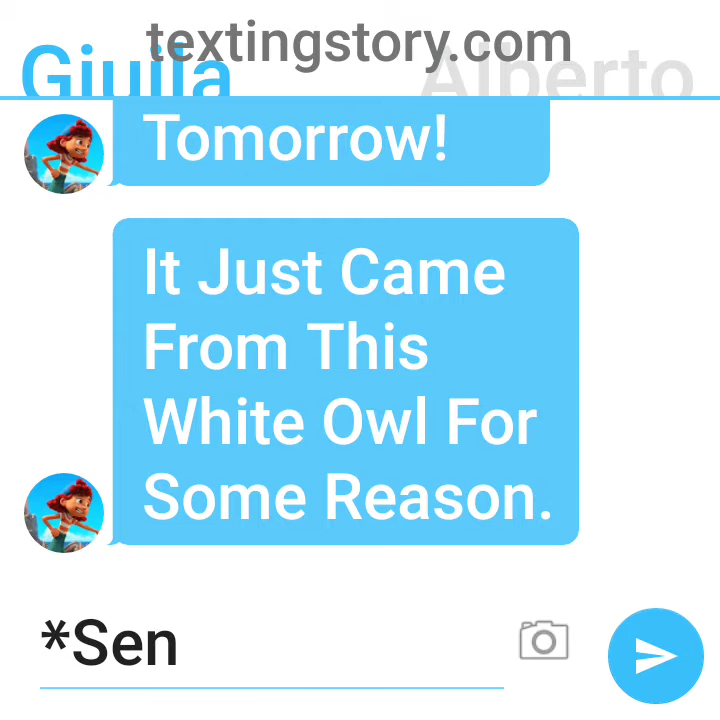 textingstory.com
Giulia Alberto
Tomorrow!
It Just Came
From This
White Owl For
Some Reason.
*Sen